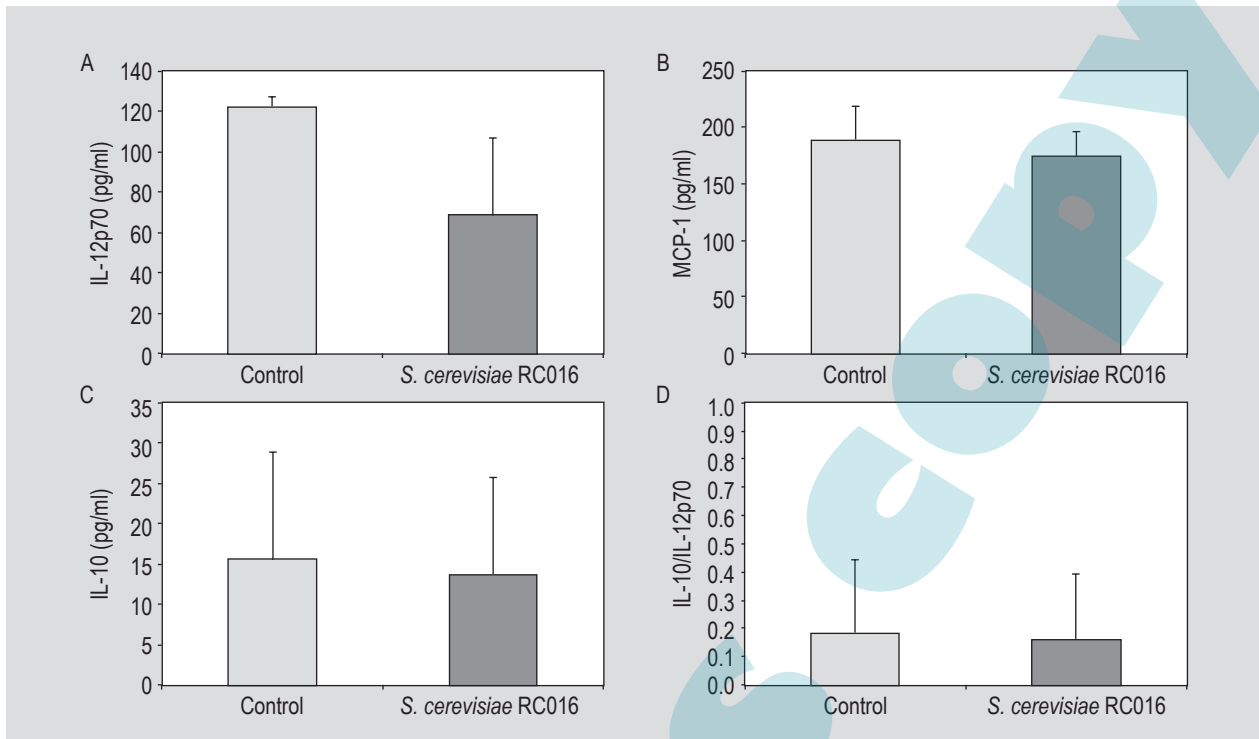 A
140
120
100
80
60
40
20
0
IL-12p70 (pg/ml)
Control
S. cerevisiae RC016
B
250
200
150
100
50
0
MCP-1 (pg/ml)
Control
S. cerevisiae RC016
C
35
30
25
20
15
10
5
0
IL-10 (pg/ml)
Control
S. cerevisiae RC016
D
1.0
0.9
0.8
0.7
0.6
0.5
0.4
0.3
0.2
0.1
0.0
IL-10/IL-12p70
Control
S. cerevisiae RC016
s copy